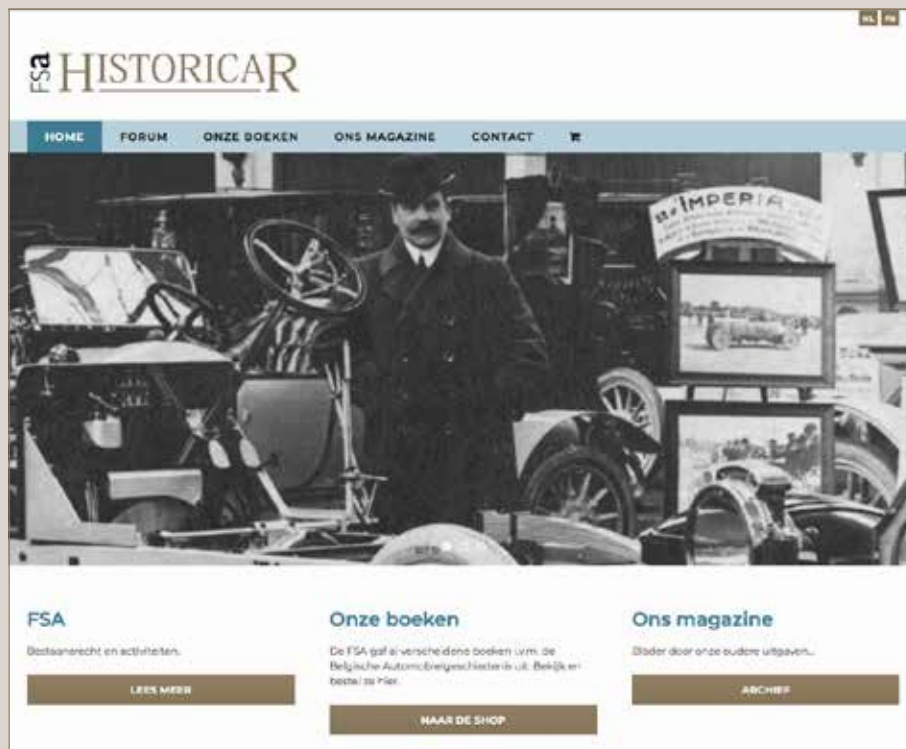 NL FR
FSa HISTORICAR
HOME FORUM ONZE BOEKEN ONS MAGAZINE CONTACT
IMPERIA
FSA
Bestaansrecht en activiteiten.
LEES MEER
Onze boeken
De FSA gaf al verscheidene boeken i.v.m. de
Belgische Automobielgeschiedenis uit. Bekijk en
bestel ze hier.
NAAR DE SHOP
Ons magazine
Blader door onze oudere uitgaven...
ARCHIEF